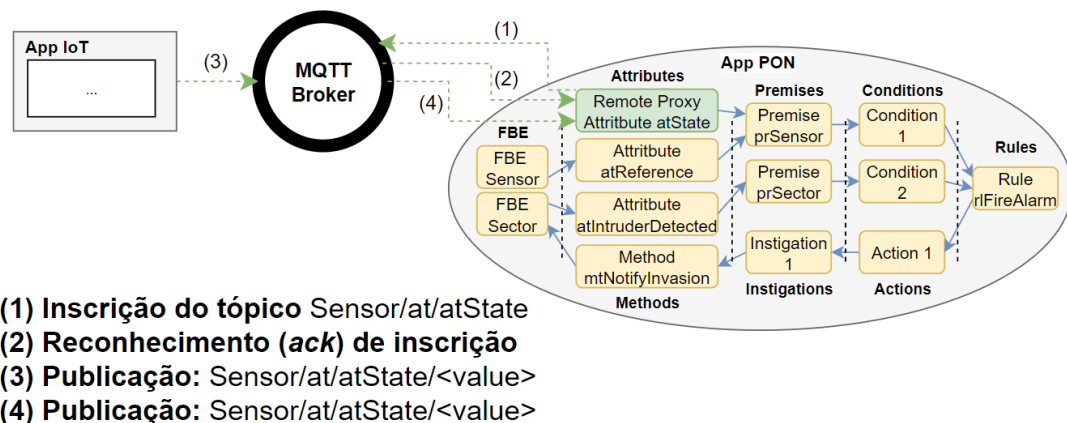 App IoT
...
(3)
MQTT
Broker
(1)
(2)
(4)
App PON
Attributes
Premises
Conditions
Rules
FBE
Remote Proxy
Attribute atState
Premise
prSensor
Condition
1
FBE
Sensor
Attritbute
atReference
FBE
Sector
Attritbute
atIntruderDetected
Premise
prSector
Condition
2
Rule
rlFireAlarm
Method
mtNotifyInvasion
Instigation
1
Action 1
Methods
Instigations
Actions
(1) Inscrição do tópico Sensor/at/atState
(2) Reconhecimento (ack) de inscrição
(3) Publicação: Sensor/at/atState/<value>
(4) Publicação: Sensor/at/atState/<value>